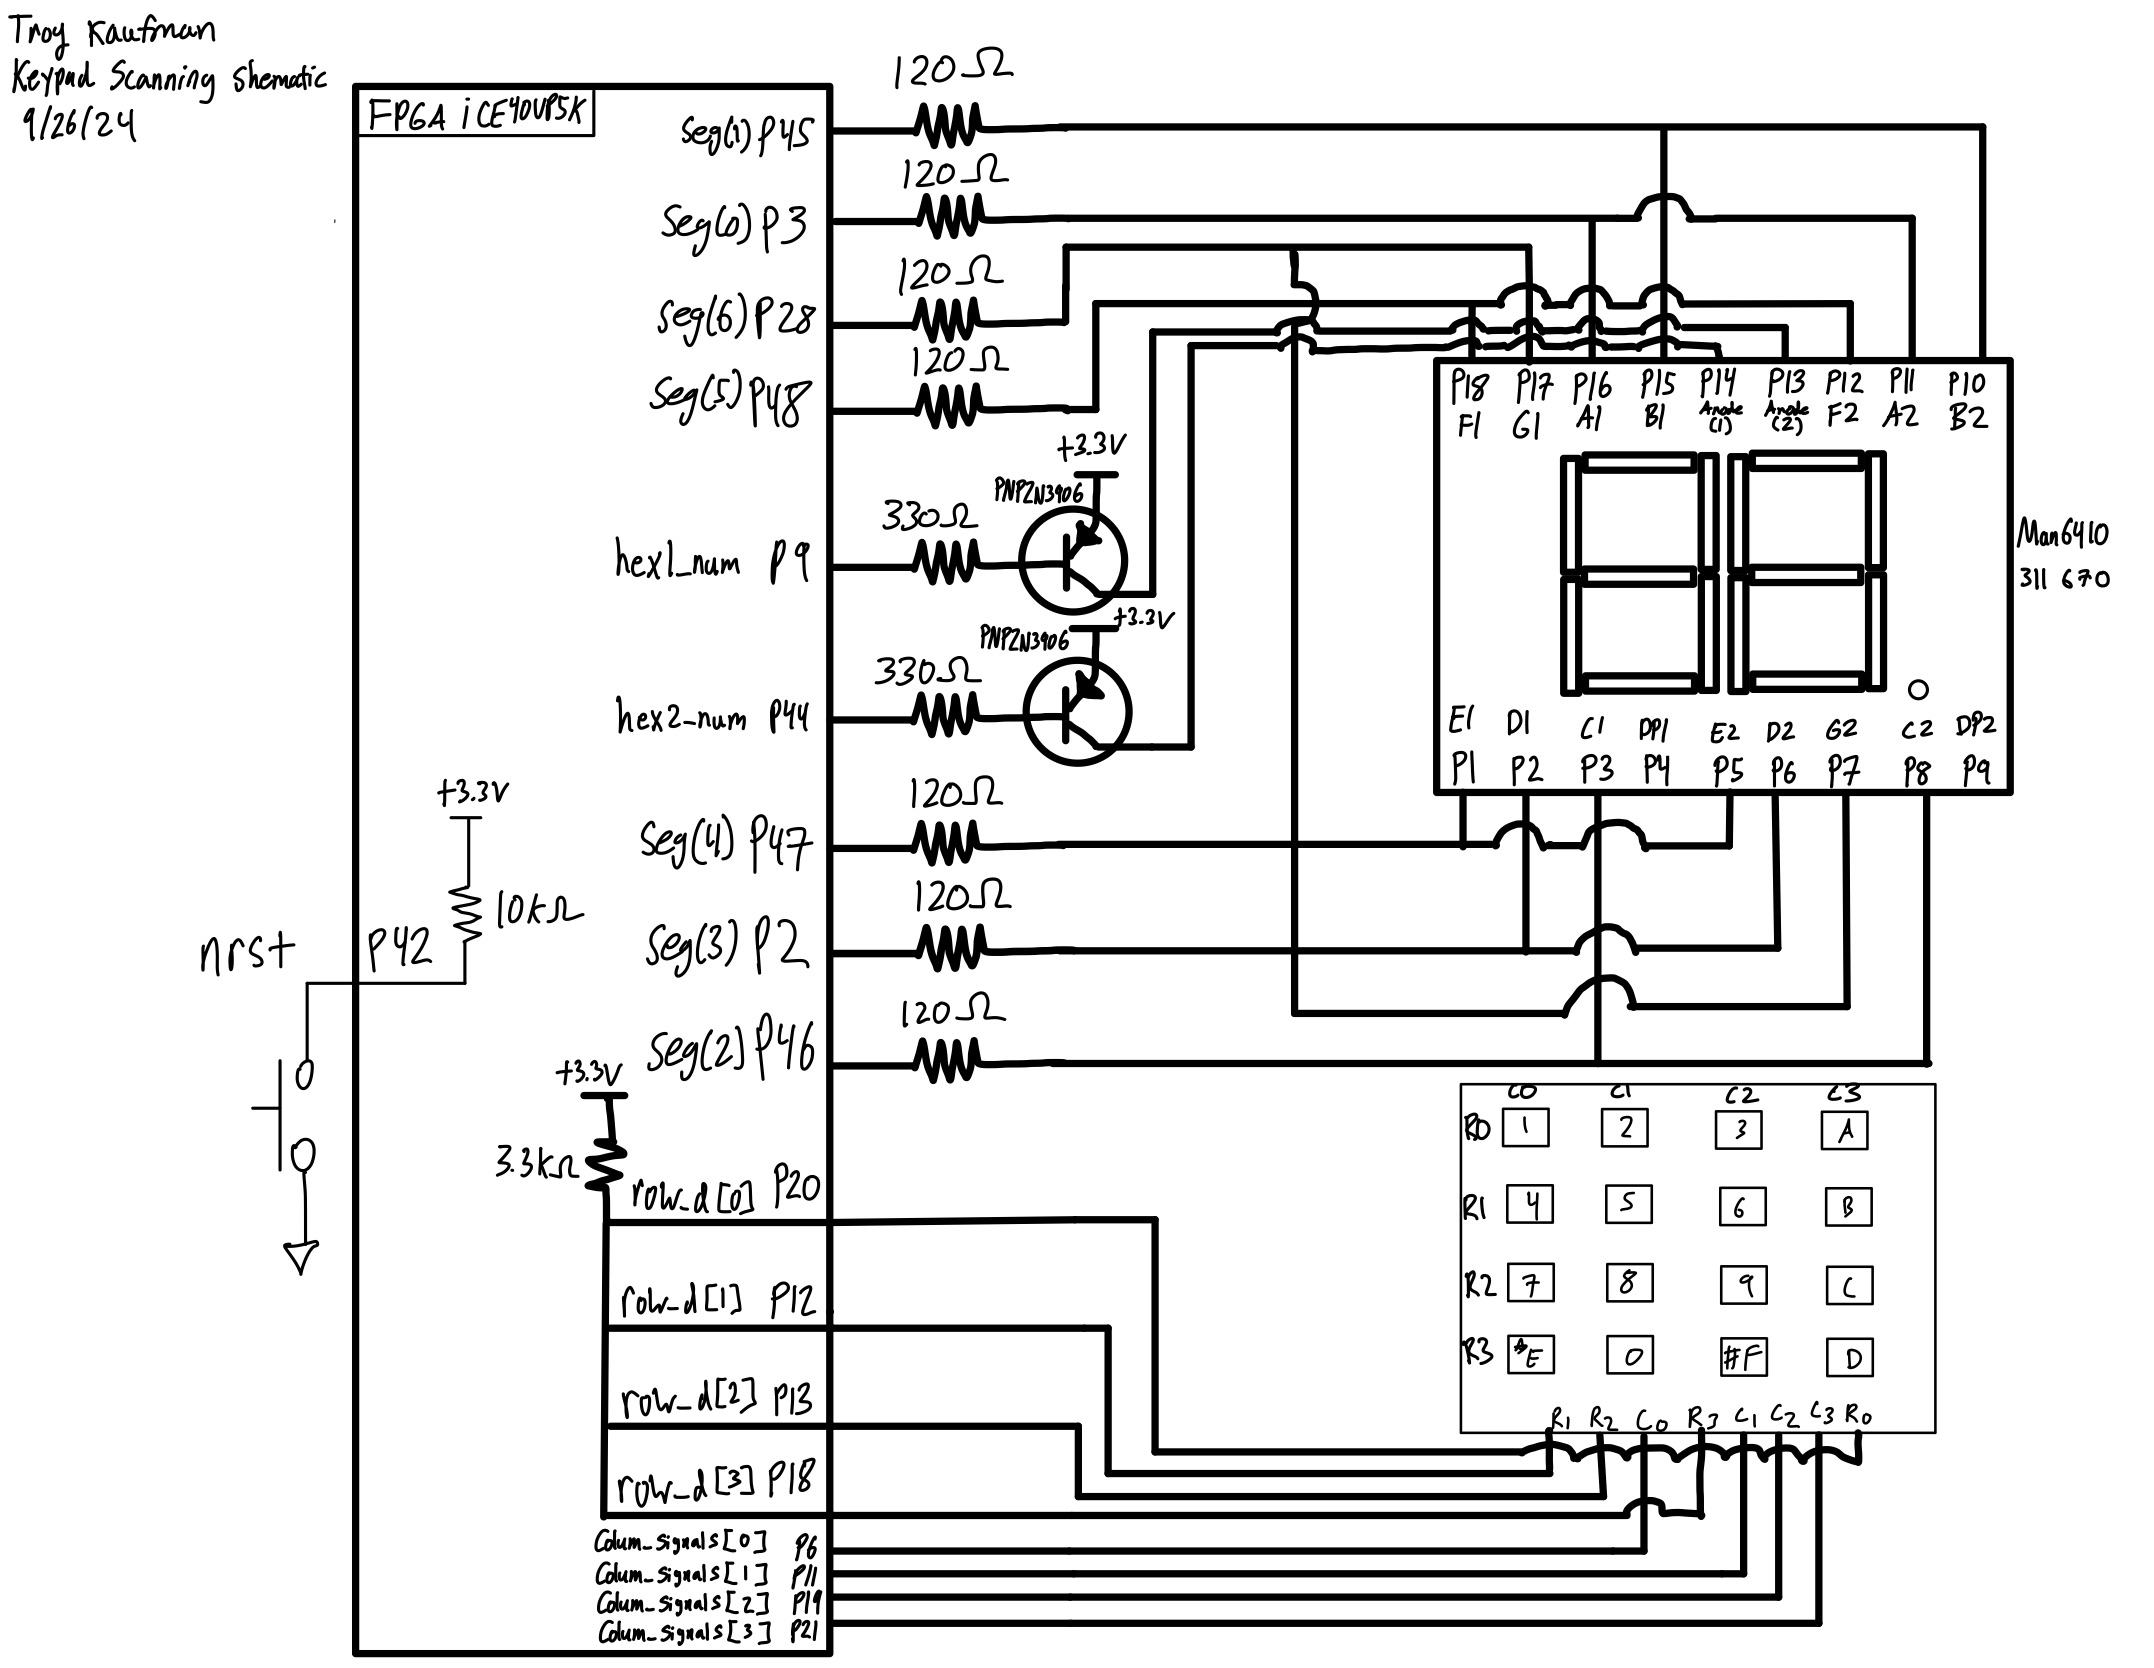 Troy Kaufman
Keypad Scanning Shematic
9/26/24
FPGA iCE40UP5K
120Ω
Seg(1) P45
120Ω
Seg(0) P3
120Ω
Seg(6) P28
120Ω
Seg(5) P48
+3.3V
PNP2N3906
330Ω
hex1_num P9
+3.3V
PNP2N3906
330Ω
hex2_num P44
120Ω
Seg(4) P47
120Ω
Seg(3) P2
120Ω
Seg(2) P46
+3.3V
10kΩ
nrst P42
+3.3V
3.3kΩ
row_d[0] P20
row_d[1] P12
row_d[2] P13
row_d[3] P18
Colum_signals[0] P6
Colum_signals[1] P11
Colum_signals[2] P19
Colum_signals[3] P21
P18 P17 P16 P15 P14 P13 P12 P11 P10
F1 G1 A1 B1 Anode (1) Anode (2) F2 A2 B2
Man6410
311 670
E1 D1 C1 DP1 E2 D2 G2 C2 DP2
P1 P2 P3 P4 P5 P6 P7 P8 P9
C0 C1 C2 C3
R0 1 2 3 A
R1 4 5 6 B
R2 7 8 9 C
R3 *E 0 #F D
R1 R2 C0 R3 C1 C2 C3 R0